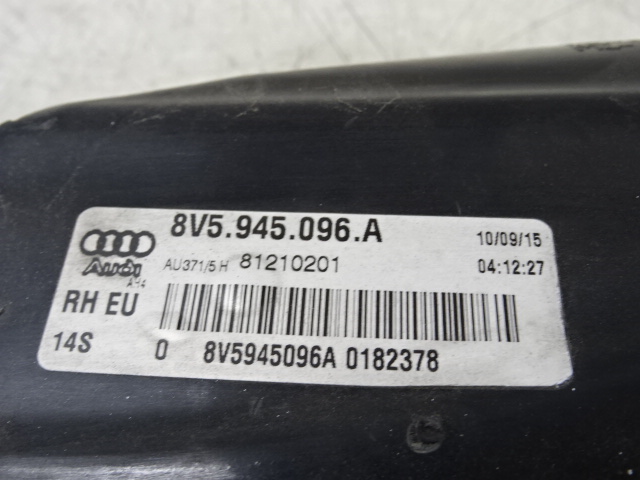 8V5.945.096.A
10/09/15
Audi
AU371/5 H 81210201
04:12:27
RH EU
14S
0 8V5945096A 0182378